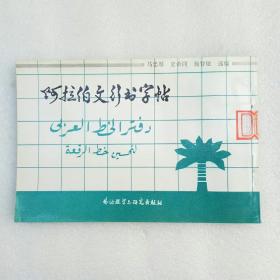 阿拉伯文行书字帖
دفتر الخط العربي
لتحسين خط الرقعة
外语教学与研究出版社